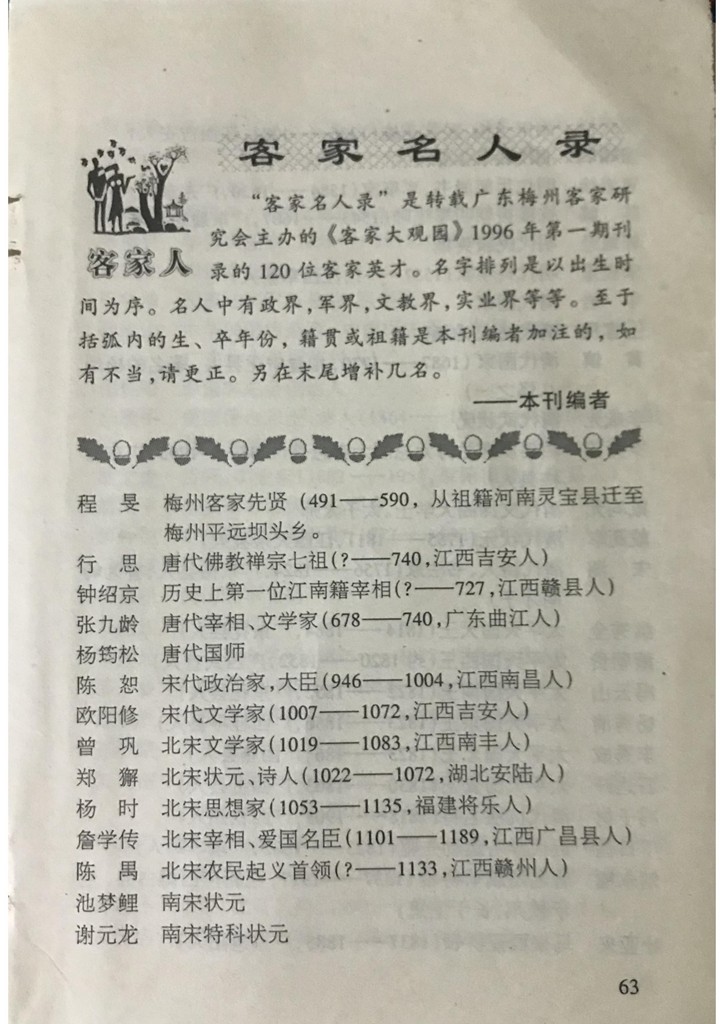 客家名人录
客家人
“客家名人录”是转载广东梅州客家研
究会主办的《客家大观园》1996年第一期刊
录的120位客家英才。名字排列是以出生时
间为序。名人中有政界,军界,文教界,实业界等等。至于
括弧内的生、卒年份，籍贯或祖籍是本刊编者加注的，如
有不当,请更正。另在末尾增补几名。
——本刊编者
程 旻 梅州客家先贤（491——590，从祖籍河南灵宝县迁至
梅州平远坝头乡。
行 思 唐代佛教禅宗七祖(?——740,江西吉安人)
钟绍京 历史上第一位江南籍宰相(?——727,江西赣县人)
张九龄 唐代宰相、文学家(678——740,广东曲江人)
杨筠松 唐代国师
陈 恕 宋代政治家,大臣(946——1004,江西南昌人)
欧阳修 宋代文学家(1007——1072,江西吉安人)
曾 巩 北宋文学家(1019——1083,江西南丰人)
郑 獬 北宋状元、诗人(1022——1072,湖北安陆人)
杨 时 北宋思想家(1053——1135,福建将乐人)
詹学传 北宋宰相、爱国名臣(1101——1189,江西广昌县人)
陈 禺 北宋农民起义首领(?——1133,江西赣州人)
池梦鲤 南宋状元
谢元龙 南宋特科状元
63